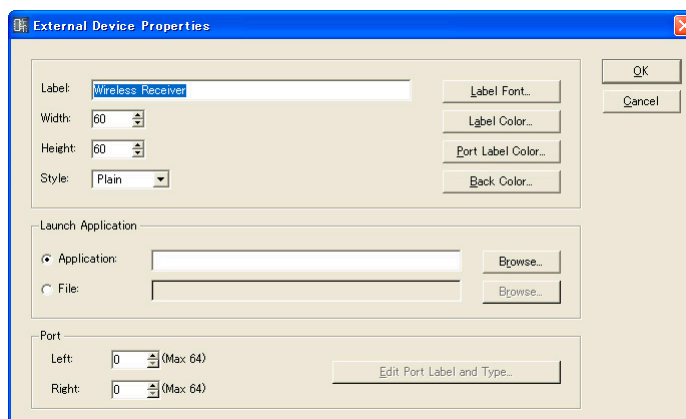 External Device Properties
Label: Wireless Receiver Label Font... OK
Width: 60 Label Color... Cancel
Height: 60 Port Label Color...
Style: Plain Back Color...
Launch Application
Application: Browse...
File: Browse...
Port
Left: 0 (Max 64) Edit Port Label and Type...
Right: 0 (Max 64)